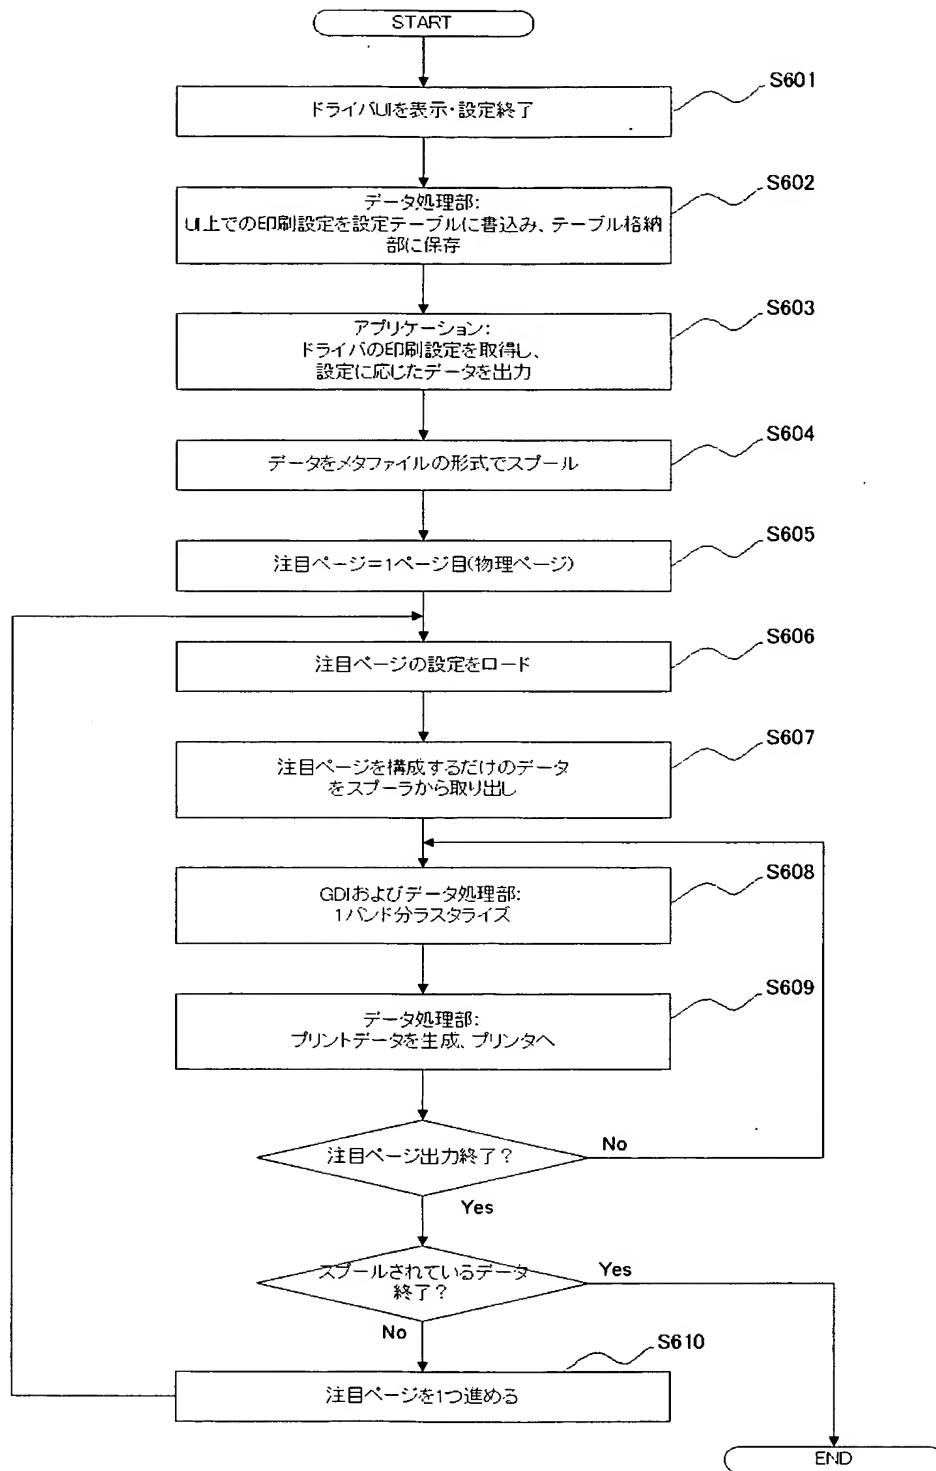 START
S601
ドライバUIを表示・設定終了
S602
データ処理部:
UI上での印刷設定を設定テーブルに書込み、テーブル格納
部に保存
S603
アプリケーション:
ドライバの印刷設定を取得し、
設定に応じたデータを出力
S604
データをメタファイルの形式でスプール
S605
注目ページ=1ページ目(物理ページ)
S606
注目ページの設定をロード
S607
注目ページを構成するだけのデータ
をスプーラから取り出し
S608
GDIおよびデータ処理部:
1バンド分ラスタライズ
S609
データ処理部:
プリントデータを生成、プリンタへ
注目ページ出力終了?
No
Yes
スプールされているデータ
終了?
Yes
No
S610
注目ページを1つ進める
END